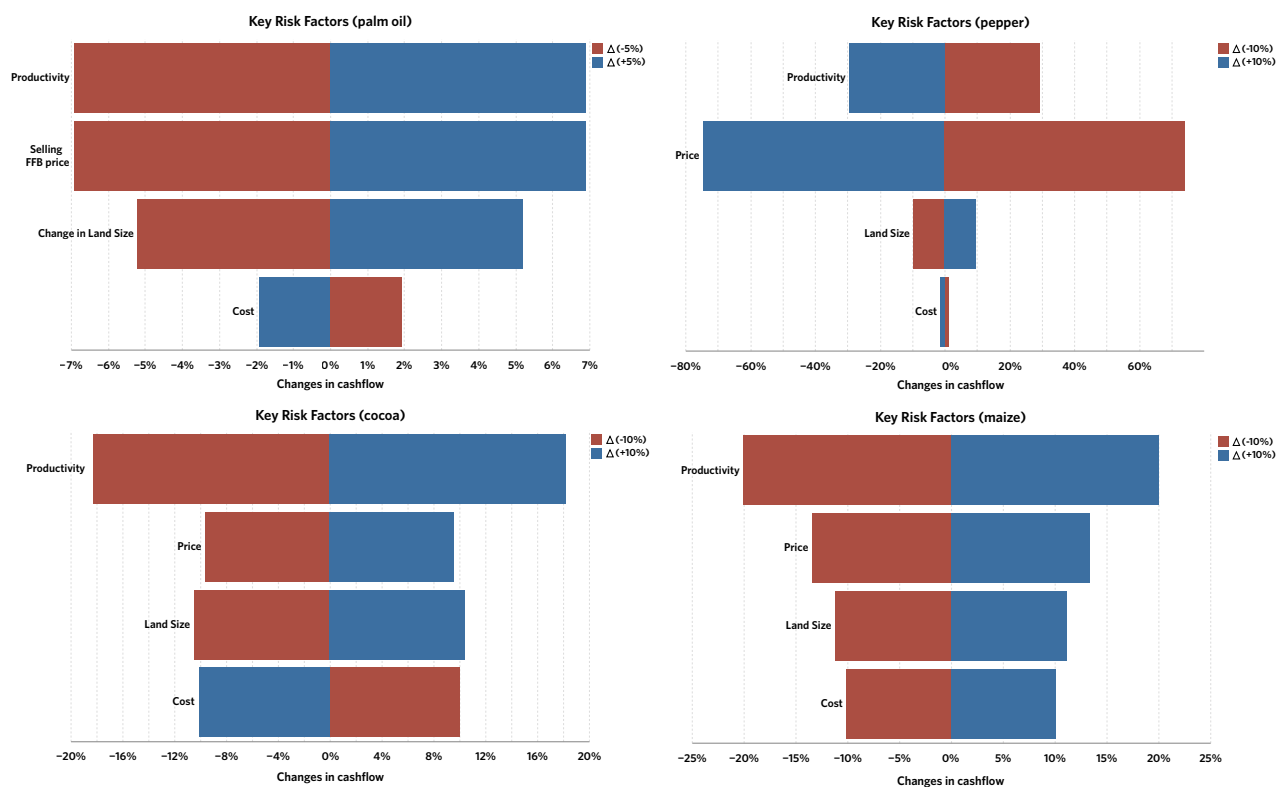 Key Risk Factors (palm oil)
△ (-5%)
△ (+5%)
Productivity
Selling
FFB price
Change in Land Size
Cost
−7% −6% −5% −4% −3% −2% −1% 0% 1% 2% 3% 4% 5% 6% 7%
Changes in cashflow
Key Risk Factors (pepper)
△ (-10%)
△ (+10%)
Productivity
Price
Land Size
Cost
−80% −60% −40% −20% 0% 20% 40% 60%
Changes in cashflow
Key Risk Factors (cocoa)
△ (-10%)
△ (+10%)
Productivity
Price
Land Size
Cost
−20% −16% −12% −8% −4% 0% 4% 8% 12% 16% 20%
Changes in cashflow
Key Risk Factors (maize)
△ (-10%)
△ (+10%)
Productivity
Price
Land Size
Cost
−25% −20% −15% −10% −5% 0% 5% 10% 15% 20% 25%
Changes in cashflow